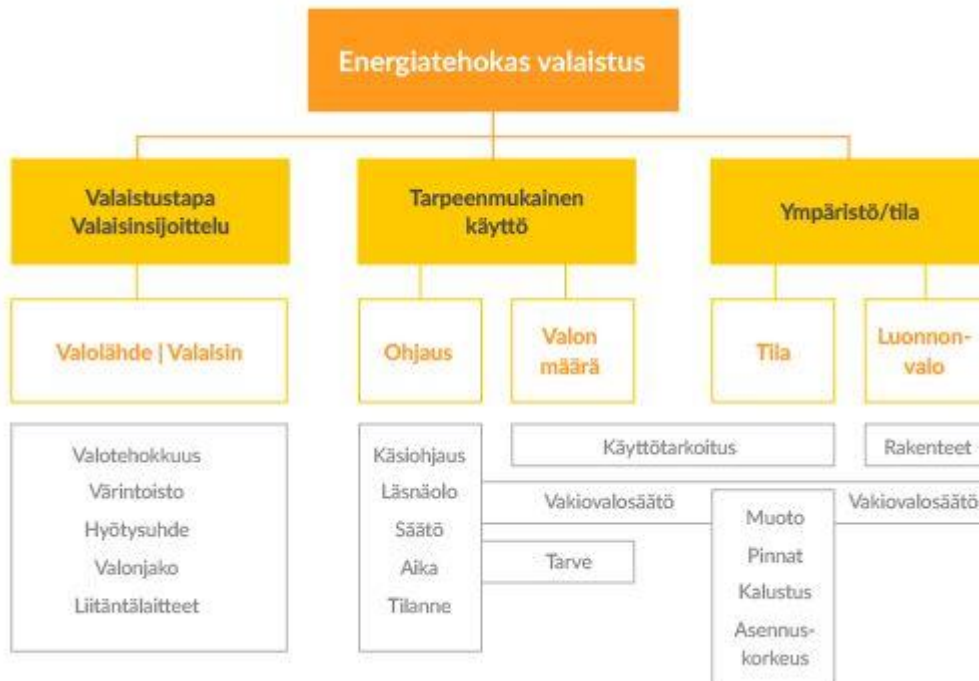 Energiatehokas valaistus
Valaistustapa
Valaisinsijoittelu
Tarpeenmukainen
käyttö
Ympäristö/tila
Valolähde | Valaisin
Ohjaus
Valon
määrä
Tila
Luonnon-
valo
Valotehokkuus
Värintoisto
Hyötysuhde
Valonjako
Liitäntälaitteet
Käsiohjaus
Läsnäolo
Säätö
Aika
Tilanne
Käyttötarkoitus
Rakenteet
Vakiovalosäätö
Vakiovalosäätö
Tarve
Muoto
Pinnat
Kalustus
Asennus-
korkeus